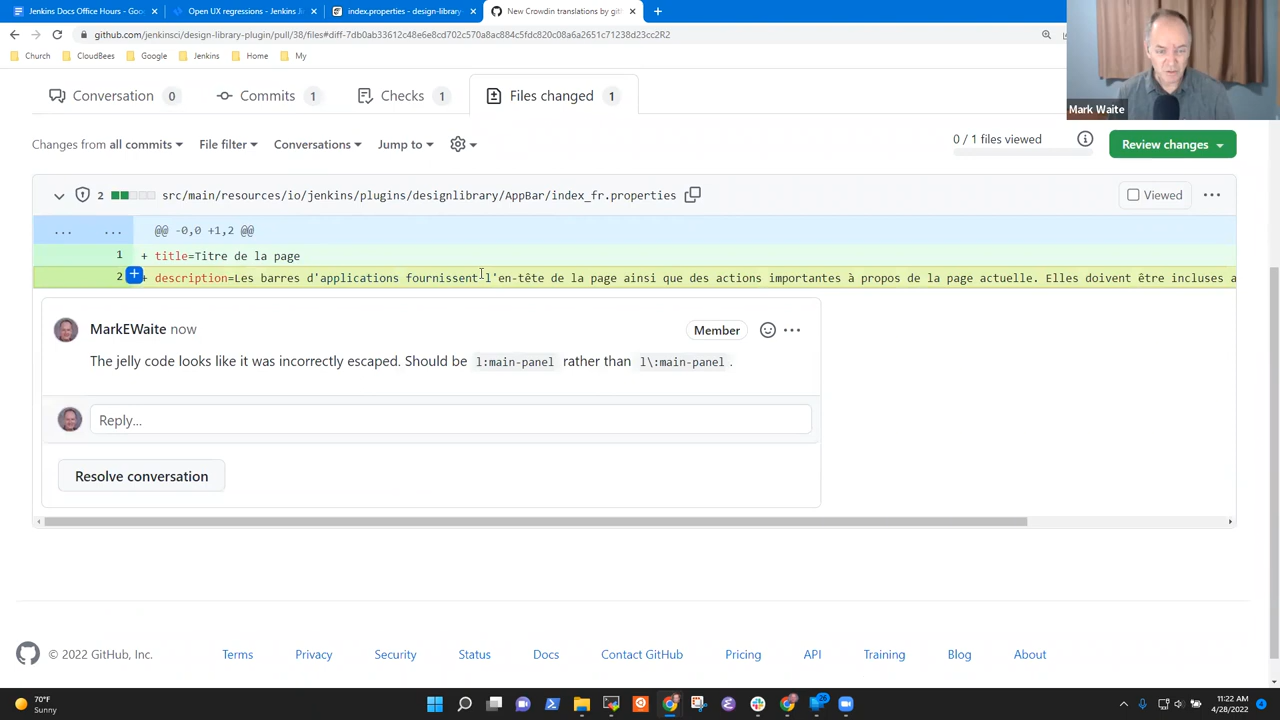 Jenkins Docs Office Hours - Goo
Open UX regressions - Jenkins Ji
index.properties - design-library
New Crowdin translations by gith
github.com/jenkinsci/design-library-plugin/pull/38/files#diff-7db0ab33612c48e6e8cd702c570a8ac884c5fdc820c08a6a2651c71238d23cc2R2
Church
CloudBees
Google
Jenkins
Home
My
Mark Waite
Conversation 0
Commits 1
Checks 1
Files changed 1
Changes from all commits
File filter
Conversations
Jump to
0 / 1 files viewed
Review changes
2 src/main/resources/io/jenkins/plugins/designlibrary/AppBar/index_fr.properties
Viewed
... ... @@ -0,0 +1,2 @@
1 + title=Titre de la page
2 + description=Les barres d'applications fournissent l'en-tête de la page ainsi que des actions importantes à propos de la page actuelle. Elles doivent être incluses a
MarkEWaite now
Member
The jelly code looks like it was incorrectly escaped. Should be l:main-panel rather than l\:main-panel .
Reply...
Resolve conversation
© 2022 GitHub, Inc.
Terms
Privacy
Security
Status
Docs
Contact GitHub
Pricing
API
Training
Blog
About
70°F
Sunny
11:22 AM
4/28/2022